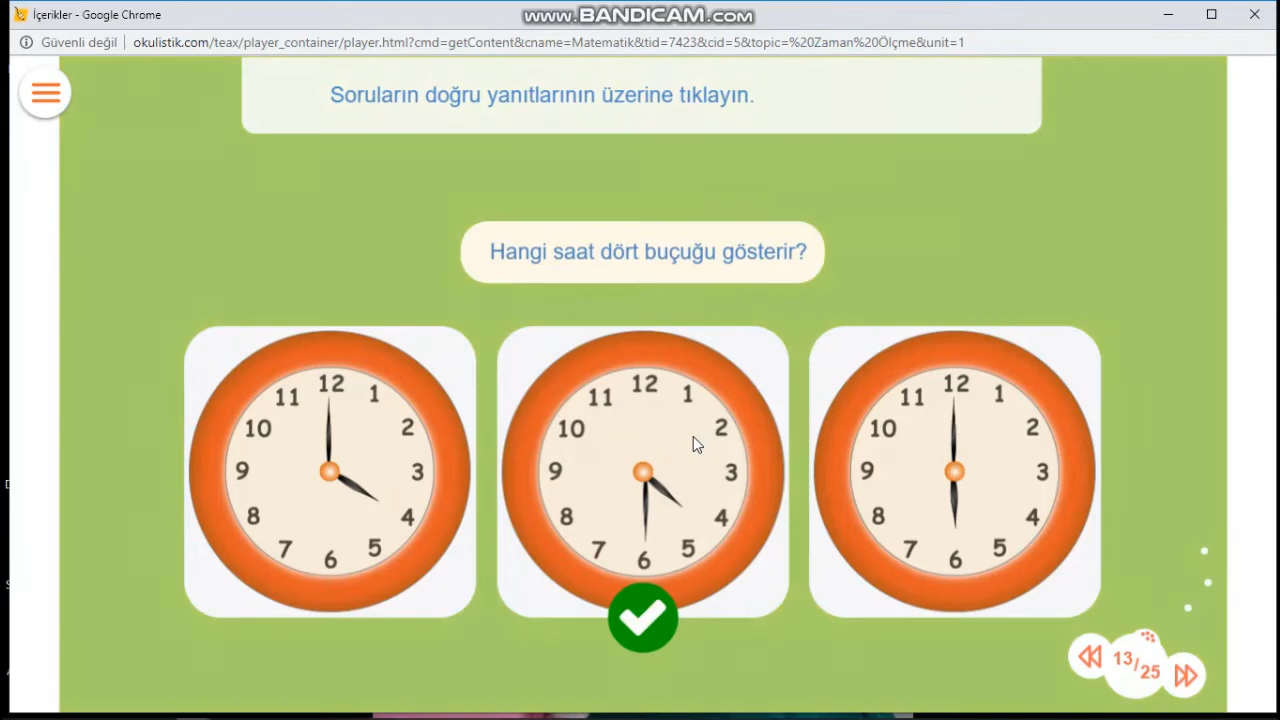 İçerikler - Google Chrome
www.BANDICAM.com
Güvenli değil
okulistik.com/teax/player_container/player.html?cmd=getContent&cname=Matematik&tid=7423&cid=5&topic=%20Zaman%20Ölçme&unit=1
Soruların doğru yanıtlarının üzerine tıklayın.
Hangi saat dört buçuğu gösterir?
12 1 2 3 4 5 6 7 8 9 10 11
12 1 2 3 4 5 6 7 8 9 10 11
12 1 2 3 4 5 6 7 8 9 10 11
13/25